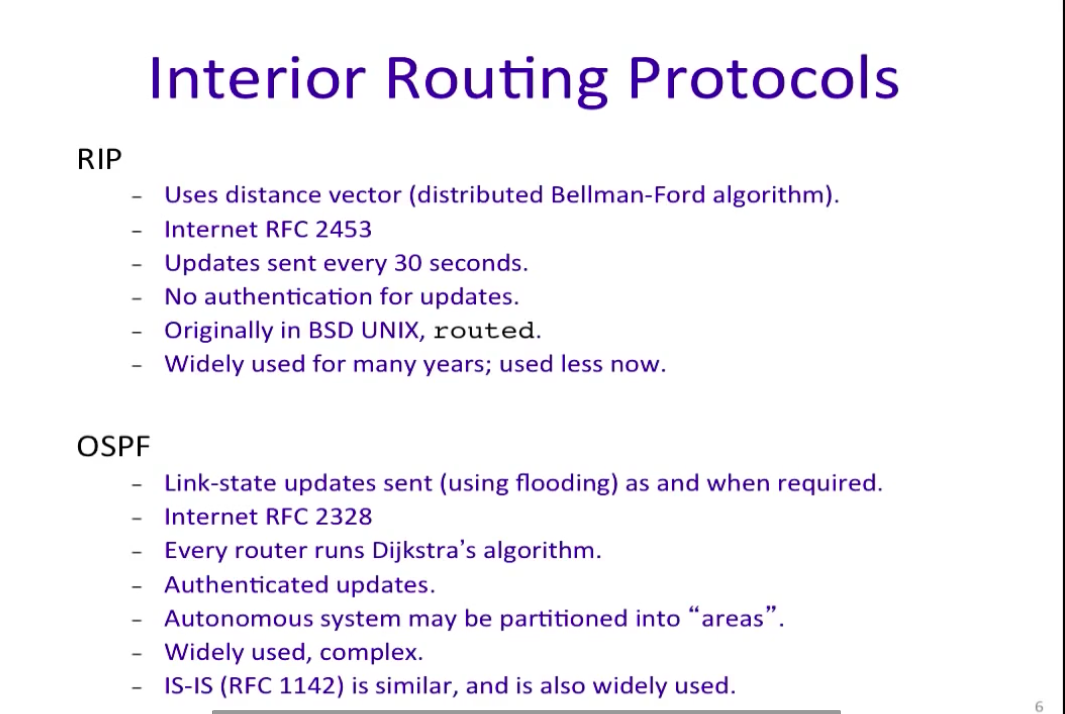 Interior Routing Protocols
RIP
– Uses distance vector (distributed Bellman-Ford algorithm).
– Internet RFC 2453
– Updates sent every 30 seconds.
– No authentication for updates.
– Originally in BSD UNIX, routed.
– Widely used for many years; used less now.
OSPF
– Link-state updates sent (using flooding) as and when required.
– Internet RFC 2328
– Every router runs Dijkstra’s algorithm.
– Authenticated updates.
– Autonomous system may be partitioned into “areas”.
– Widely used, complex.
– IS-IS (RFC 1142) is similar, and is also widely used.
6